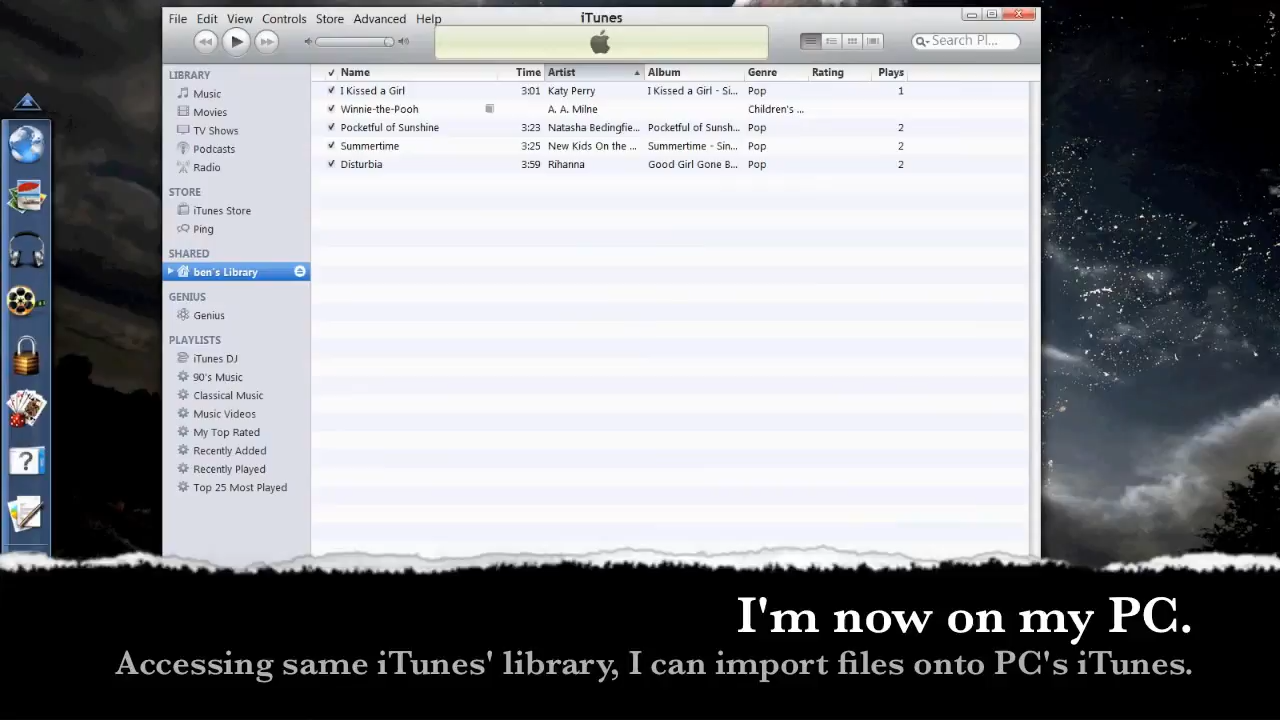 iTunes
File Edit View Controls Store Advanced Help
Search Pl...
LIBRARY
Music
Movies
TV Shows
Podcasts
Radio
STORE
iTunes Store
Ping
SHARED
ben's Library
GENIUS
Genius
PLAYLISTS
iTunes DJ
90's Music
Classical Music
Music Videos
My Top Rated
Recently Added
Recently Played
Top 25 Most Played
Name Time Artist Album Genre Rating Plays
I Kissed a Girl 3:01 Katy Perry I Kissed a Girl - Si... Pop 1
Winnie-the-Pooh A. A. Milne Children's ...
Pocketful of Sunshine 3:23 Natasha Bedingfie... Pocketful of Sunsh... Pop 2
Summertime 3:25 New Kids On the ... Summertime - Sin... Pop 2
Disturbia 3:59 Rihanna Good Girl Gone B... Pop 2
I'm now on my PC.
Accessing same iTunes' library, I can import files onto PC's iTunes.